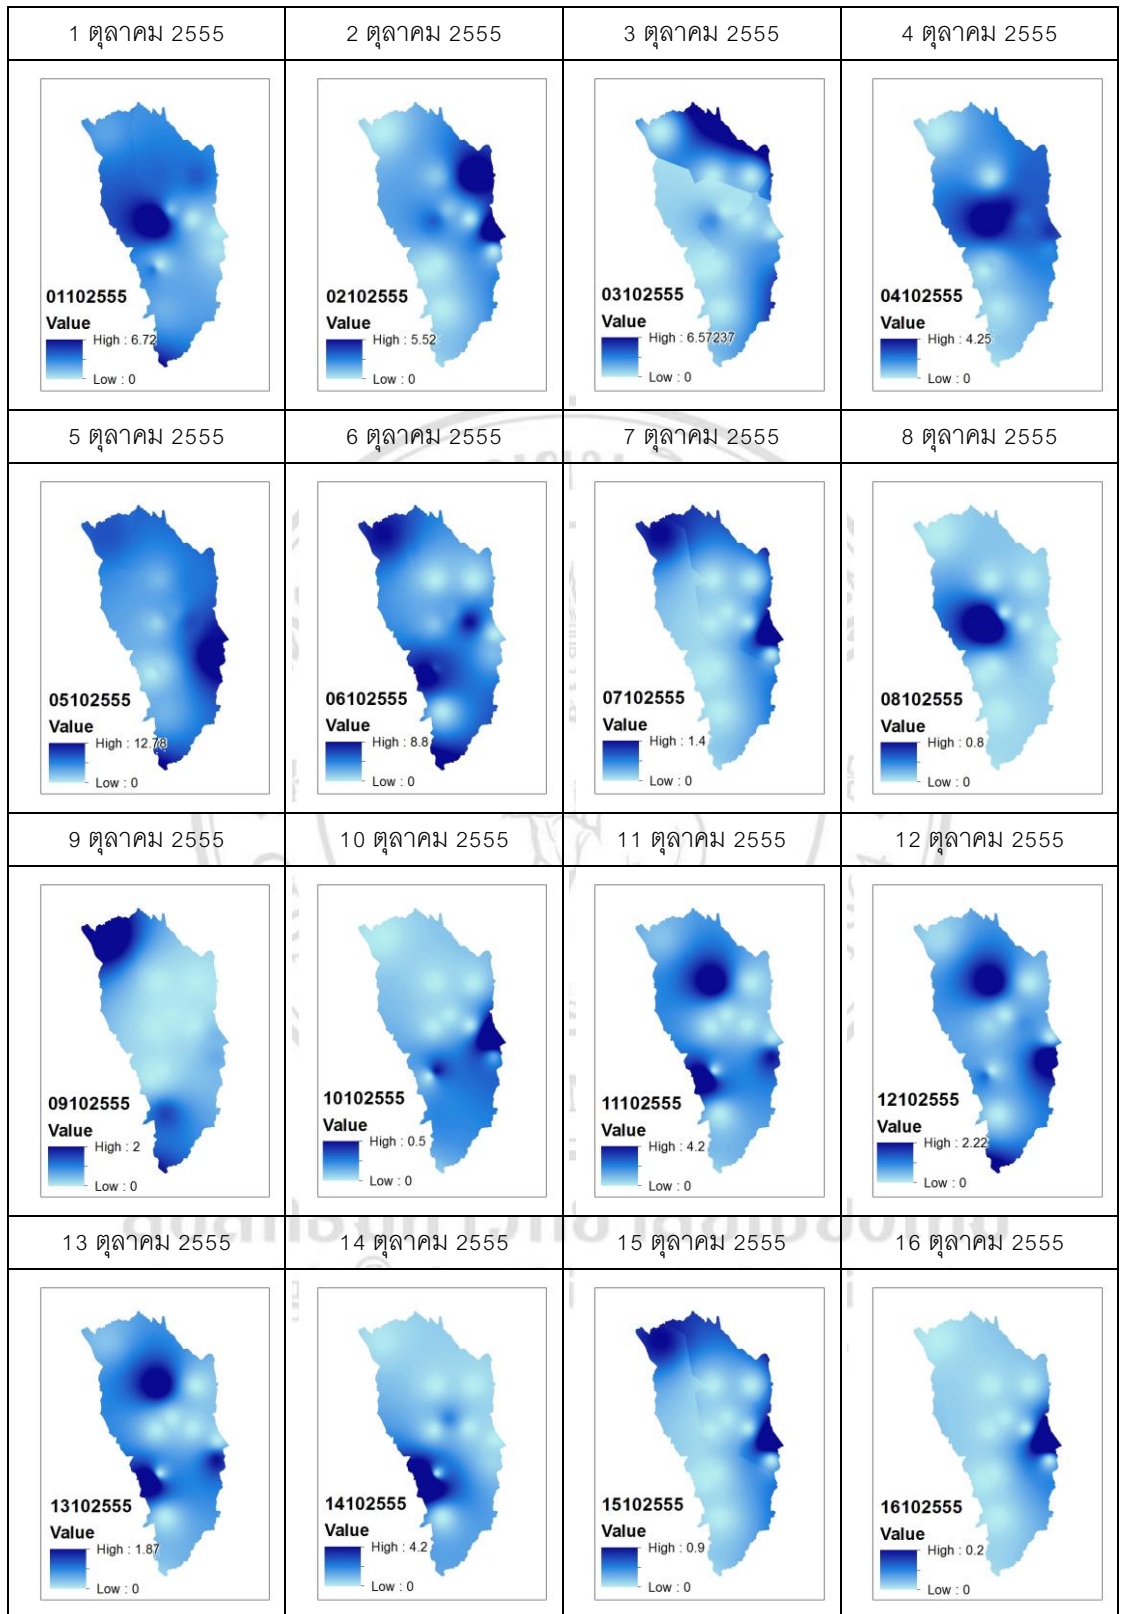 1 ตุลาคม 2555
2 ตุลาคม 2555
3 ตุลาคม 2555
4 ตุลาคม 2555
01102555
Value
High : 6.72
Low : 0
02102555
Value
High : 5.52
Low : 0
03102555
Value
High : 6.57237
Low : 0
04102555
Value
High : 4.25
Low : 0
5 ตุลาคม 2555
6 ตุลาคม 2555
7 ตุลาคม 2555
8 ตุลาคม 2555
05102555
Value
High : 12.78
Low : 0
06102555
Value
High : 8.8
Low : 0
07102555
Value
High : 1.4
Low : 0
08102555
Value
High : 0.8
Low : 0
9 ตุลาคม 2555
10 ตุลาคม 2555
11 ตุลาคม 2555
12 ตุลาคม 2555
09102555
Value
High : 2
Low : 0
10102555
Value
High : 0.5
Low : 0
11102555
Value
High : 4.2
Low : 0
12102555
Value
High : 2.22
Low : 0
13 ตุลาคม 2555
14 ตุลาคม 2555
15 ตุลาคม 2555
16 ตุลาคม 2555
13102555
Value
High : 1.87
Low : 0
14102555
Value
High : 4.2
Low : 0
15102555
Value
High : 0.9
Low : 0
16102555
Value
High : 0.2
Low : 0